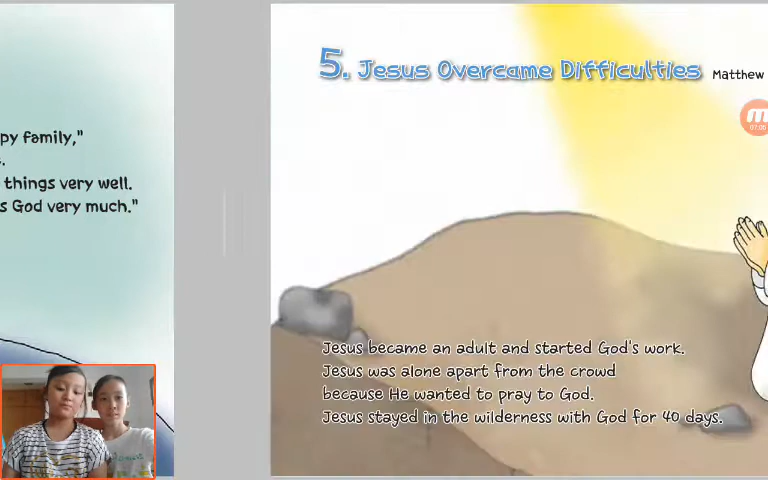 py family,"
things very well.
s God very much."
5. Jesus Overcame Difficulties Matthew
07:00
Jesus became an adult and started God's work.
Jesus was alone apart from the crowd
because He wanted to pray to God.
Jesus stayed in the wilderness with God for 40 days.